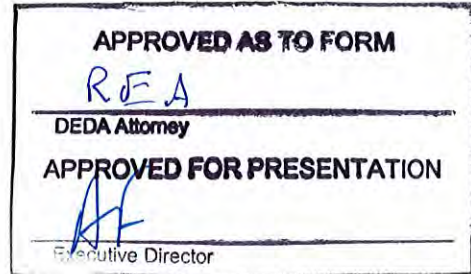 APPROVED AS TO FORM
REA
DEDA Attorney
APPROVED FOR PRESENTATION
Executive Director